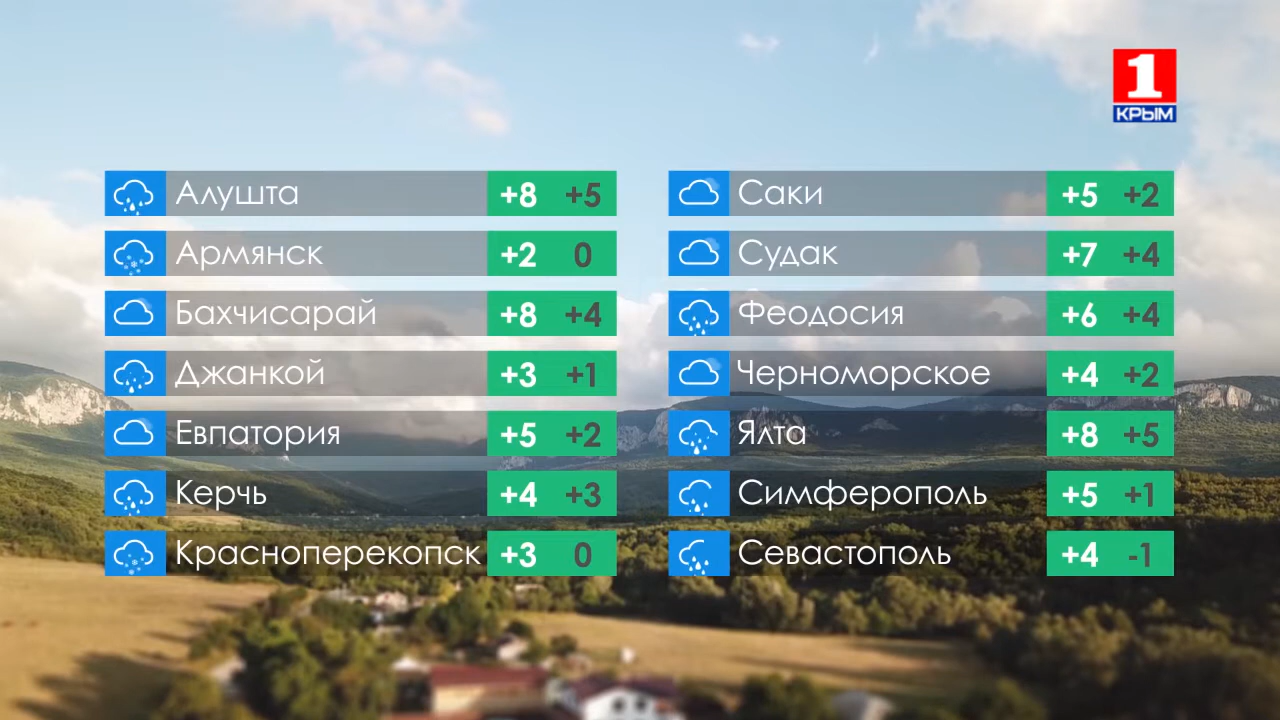 1
КРЫМ
Алушта +8 +5
Армянск +2 0
Бахчисарай +8 +4
Джанкой +3 +1
Евпатория +5 +2
Керчь +4 +3
Красноперекопск +3 0
Саки +5 +2
Судак +7 +4
Феодосия +6 +4
Черноморское +4 +2
Ялта +8 +5
Симферополь +5 +1
Севастополь +4 -1